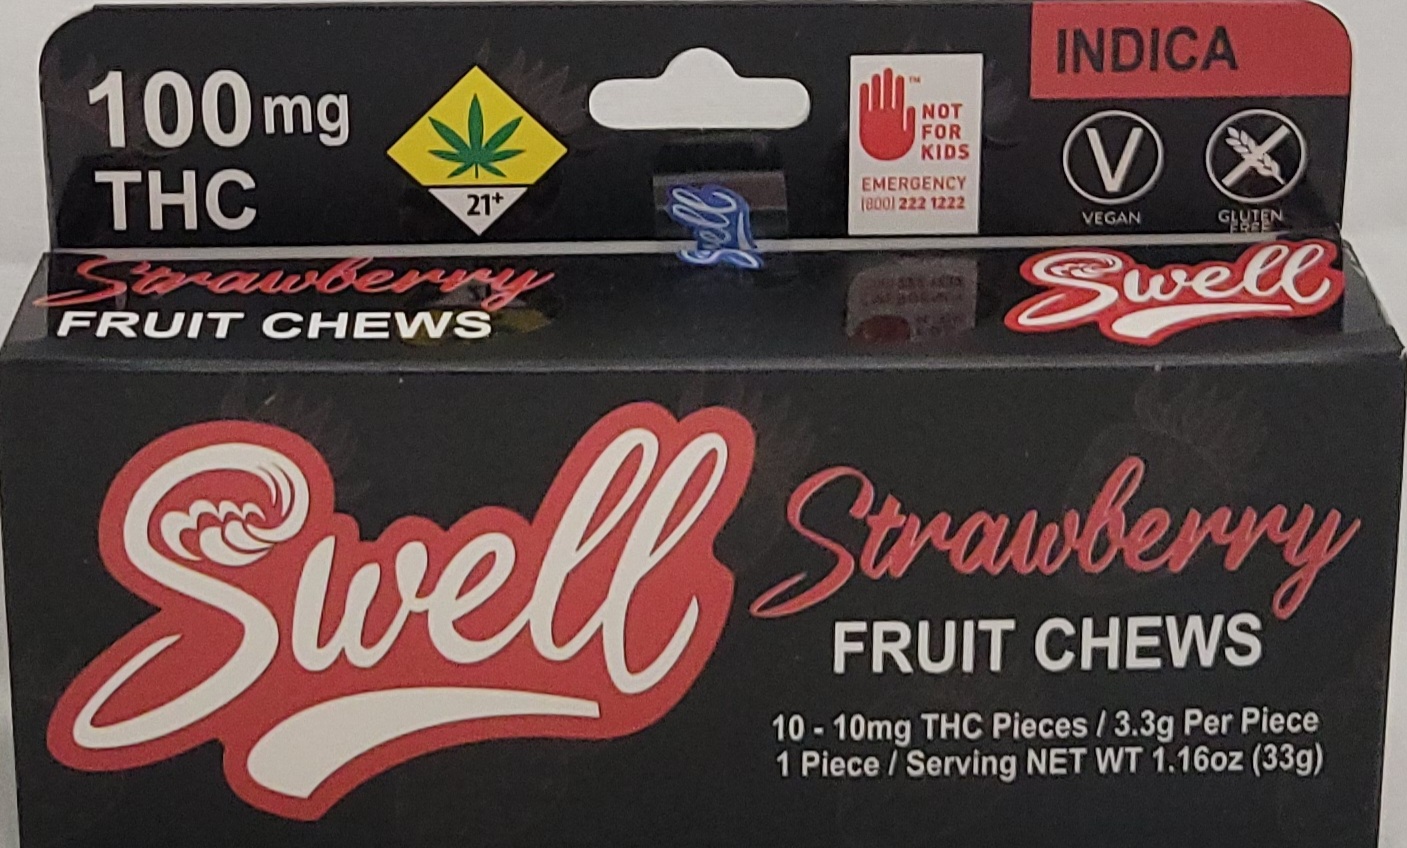 100mg
THC
21+
NOT
FOR
KIDS
™
EMERGENCY
(800) 222 1222
INDICA
V
VEGAN
GLUTEN
FREE
Swell
Strawberry
FRUIT CHEWS
Swell
Swell
Strawberry
FRUIT CHEWS
10 - 10mg THC Pieces / 3.3g Per Piece
1 Piece / Serving NET WT 1.16oz (33g)